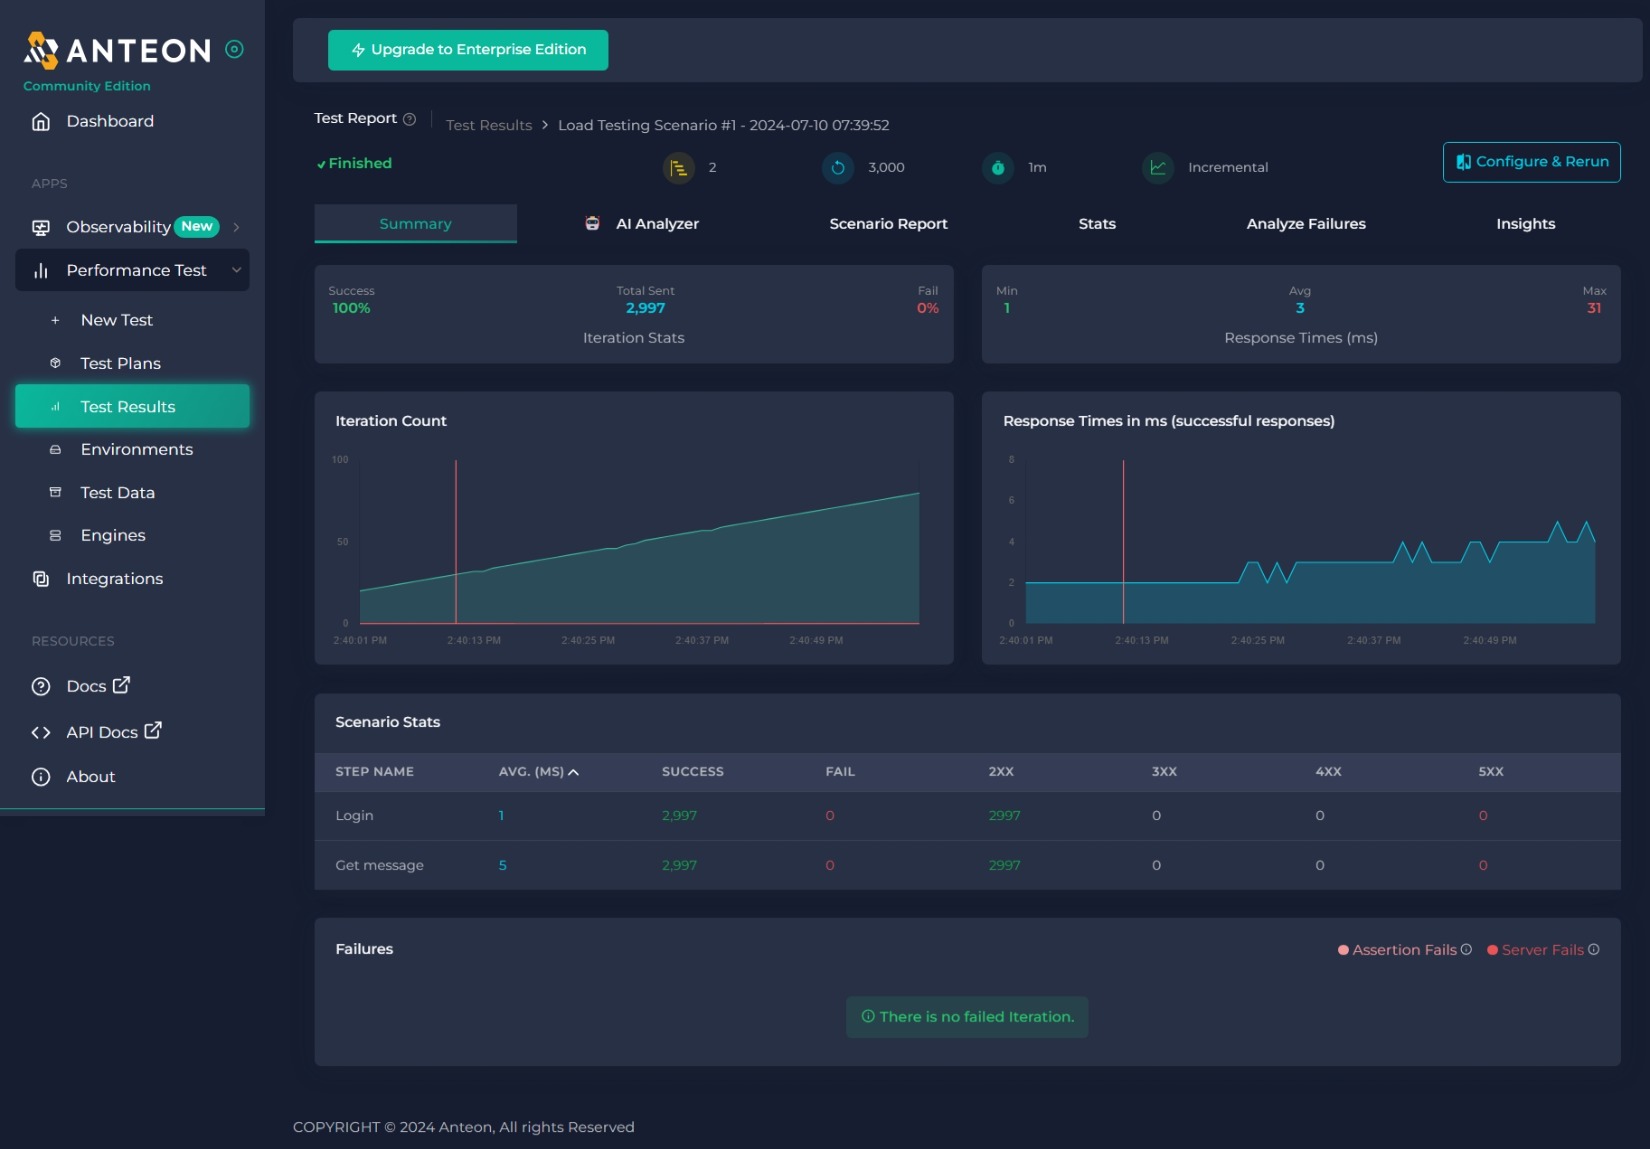 ANTEON
Community Edition
Dashboard
APPS
Observability New
Performance Test
+ New Test
Test Plans
Test Results
Environments
Test Data
Engines
Integrations
RESOURCES
Docs
API Docs
About
Upgrade to Enterprise Edition
Test Report
Test Results > Load Testing Scenario #1 - 2024-07-10 07:39:52
Finished
2
3,000
1m
Incremental
Configure & Rerun
Summary
AI Analyzer
Scenario Report
Stats
Analyze Failures
Insights
Success Total Sent Fail
100% 2,997 0%
Iteration Stats
Min Avg Max
1 3 31
Response Times (ms)
Iteration Count
100
50
0
2:40:01 PM 2:40:13 PM 2:40:25 PM 2:40:37 PM 2:40:49 PM
Response Times in ms (successful responses)
8
6
4
2
0
2:40:01 PM 2:40:13 PM 2:40:25 PM 2:40:37 PM 2:40:49 PM
Scenario Stats
STEP NAME AVG. (MS) SUCCESS FAIL 2XX 3XX 4XX 5XX
Login 1 2,997 0 2997 0 0 0
Get message 5 2,997 0 2997 0 0 0
Failures
Assertion Fails Server Fails
There is no failed Iteration.
COPYRIGHT © 2024 Anteon, All rights Reserved